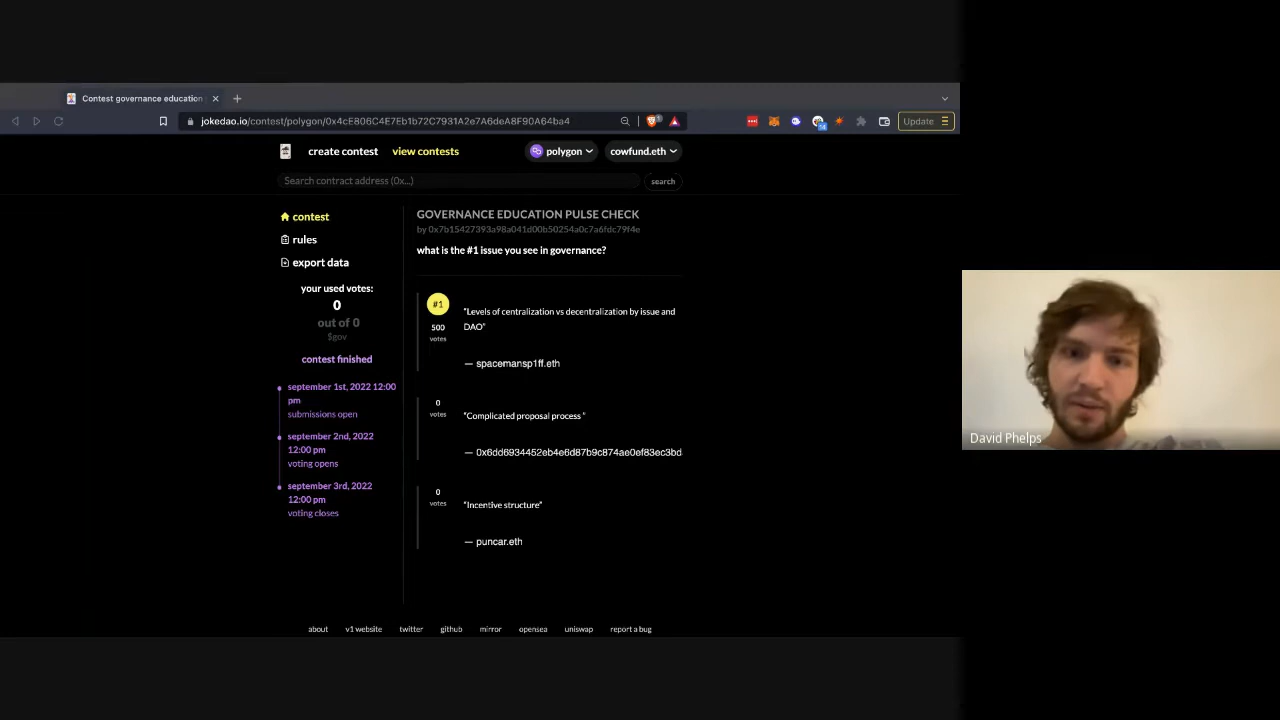 Contest governance education
jokedao.io/contest/polygon/0x4cE806C4E7Eb1b72C7931A2e7A6deA8F90A64ba4
Update
create contest
view contests
polygon
cowfund.eth
Search contract address (0x...)
search
contest
rules
export data
your used votes:
0
out of 0
$gov
contest finished
september 1st, 2022 12:00
pm
submissions open
september 2nd, 2022
12:00 pm
voting opens
september 3rd, 2022
12:00 pm
voting closes
GOVERNANCE EDUCATION PULSE CHECK
by 0x7b15427393a98a041d00b50254a0c7a6fdc79f4e
what is the #1 issue you see in governance?
#1
500
votes
"Levels of centralization vs decentralization by issue and
DAO"
— spacemansp1ff.eth
0
votes
"Complicated proposal process "
— 0x6dd6934452eb4e6d87b9c874ae0ef83ec3bd
0
votes
"Incentive structure"
— puncar.eth
about
v1 website
twitter
github
mirror
opensea
uniswap
report a bug
David Phelps